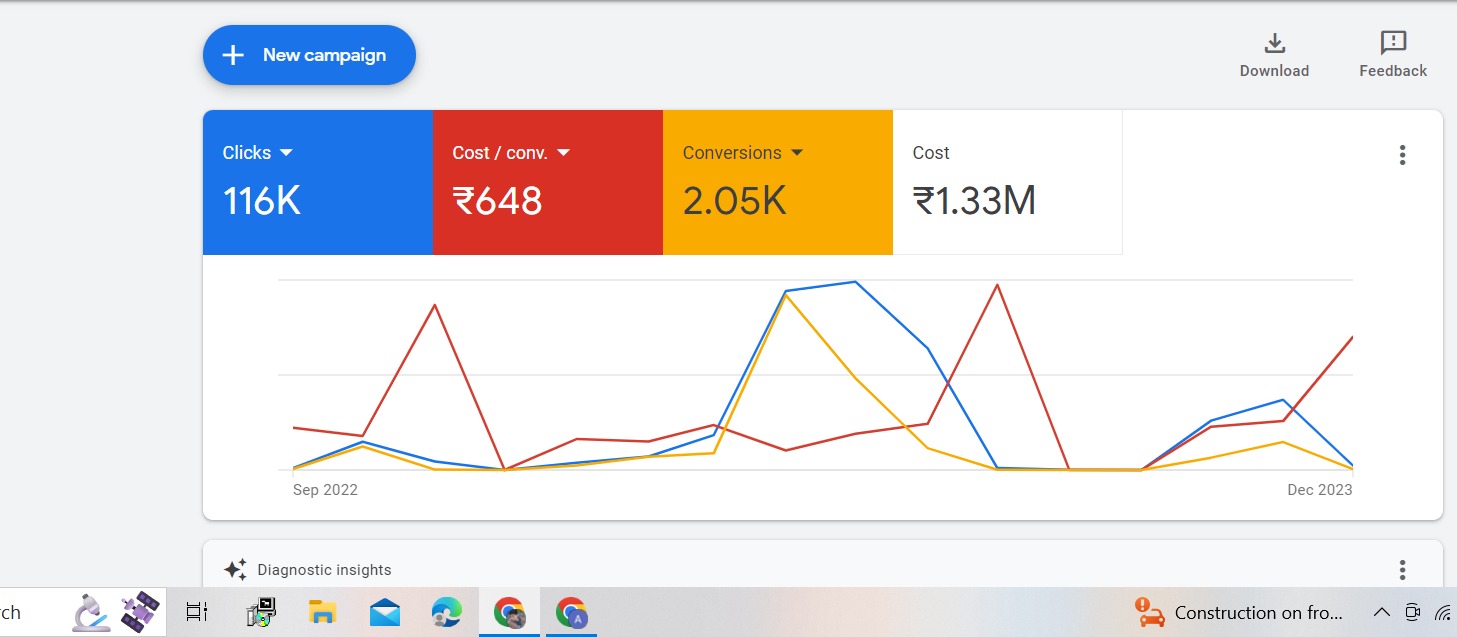 New campaign
Download
Feedback
Clicks
116K
Cost / conv.
₹648
Conversions
2.05K
Cost
₹1.33M
Sep 2022
Dec 2023
Diagnostic insights
rch
Construction on fro...
A